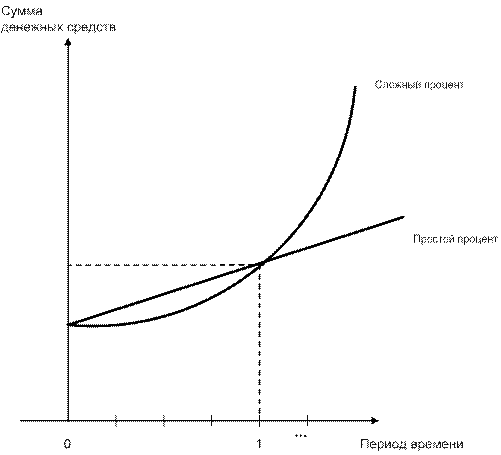 Сумма
денежных средств
Сложный процент
Простой процент
0
1
...
Период времени